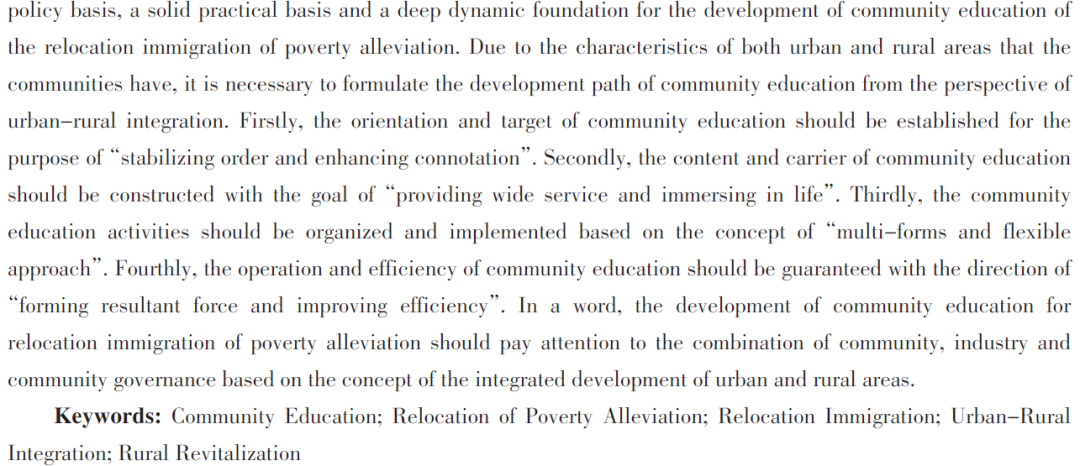 policy basis, a solid practical basis and a deep dynamic foundation for the development of community education of
the relocation immigration of poverty alleviation. Due to the characteristics of both urban and rural areas that the
communities have, it is necessary to formulate the development path of community education from the perspective of
urban-rural integration. Firstly, the orientation and target of community education should be established for the
purpose of “stabilizing order and enhancing connotation”. Secondly, the content and carrier of community education
should be constructed with the goal of “providing wide service and immersing in life”. Thirdly, the community
education activities should be organized and implemented based on the concept of “multi-forms and flexible
approach”. Fourthly, the operation and efficiency of community education should be guaranteed with the direction of
“forming resultant force and improving efficiency”. In a word, the development of community education for
relocation immigration of poverty alleviation should pay attention to the combination of community, industry and
community governance based on the concept of the integrated development of urban and rural areas.
Keywords: Community Education; Relocation of Poverty Alleviation; Relocation Immigration; Urban-Rural
Integration; Rural Revitalization